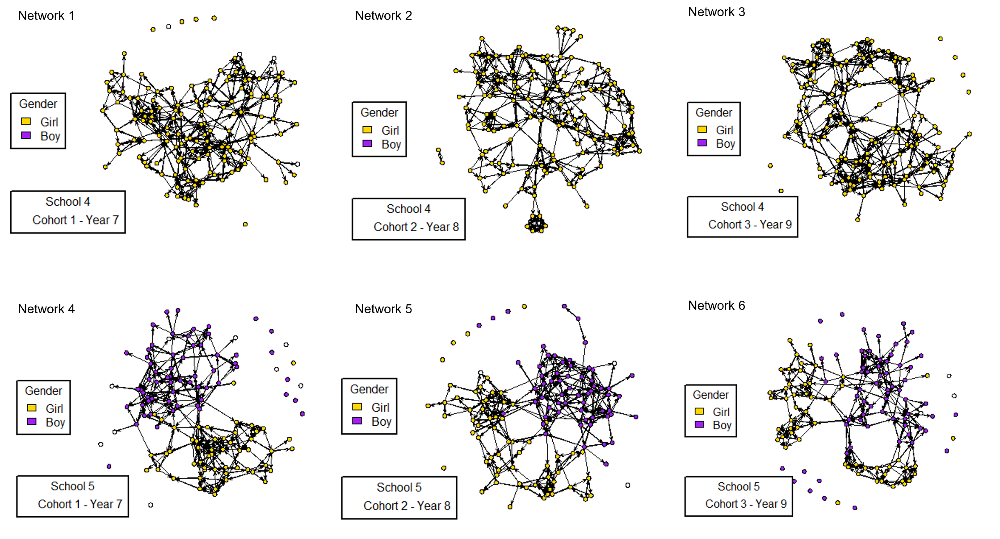 Network 1
Gender
Girl
Boy
School 4
Cohort 1 - Year 7
Network 2
Gender
Girl
Boy
School 4
Cohort 2 - Year 8
Network 3
Gender
Girl
Boy
School 4
Cohort 3 - Year 9
Network 4
Gender
Girl
Boy
School 5
Cohort 1 - Year 7
Network 5
Gender
Girl
Boy
School 5
Cohort 2 - Year 8
Network 6
Gender
Girl
Boy
School 5
Cohort 3 - Year 9